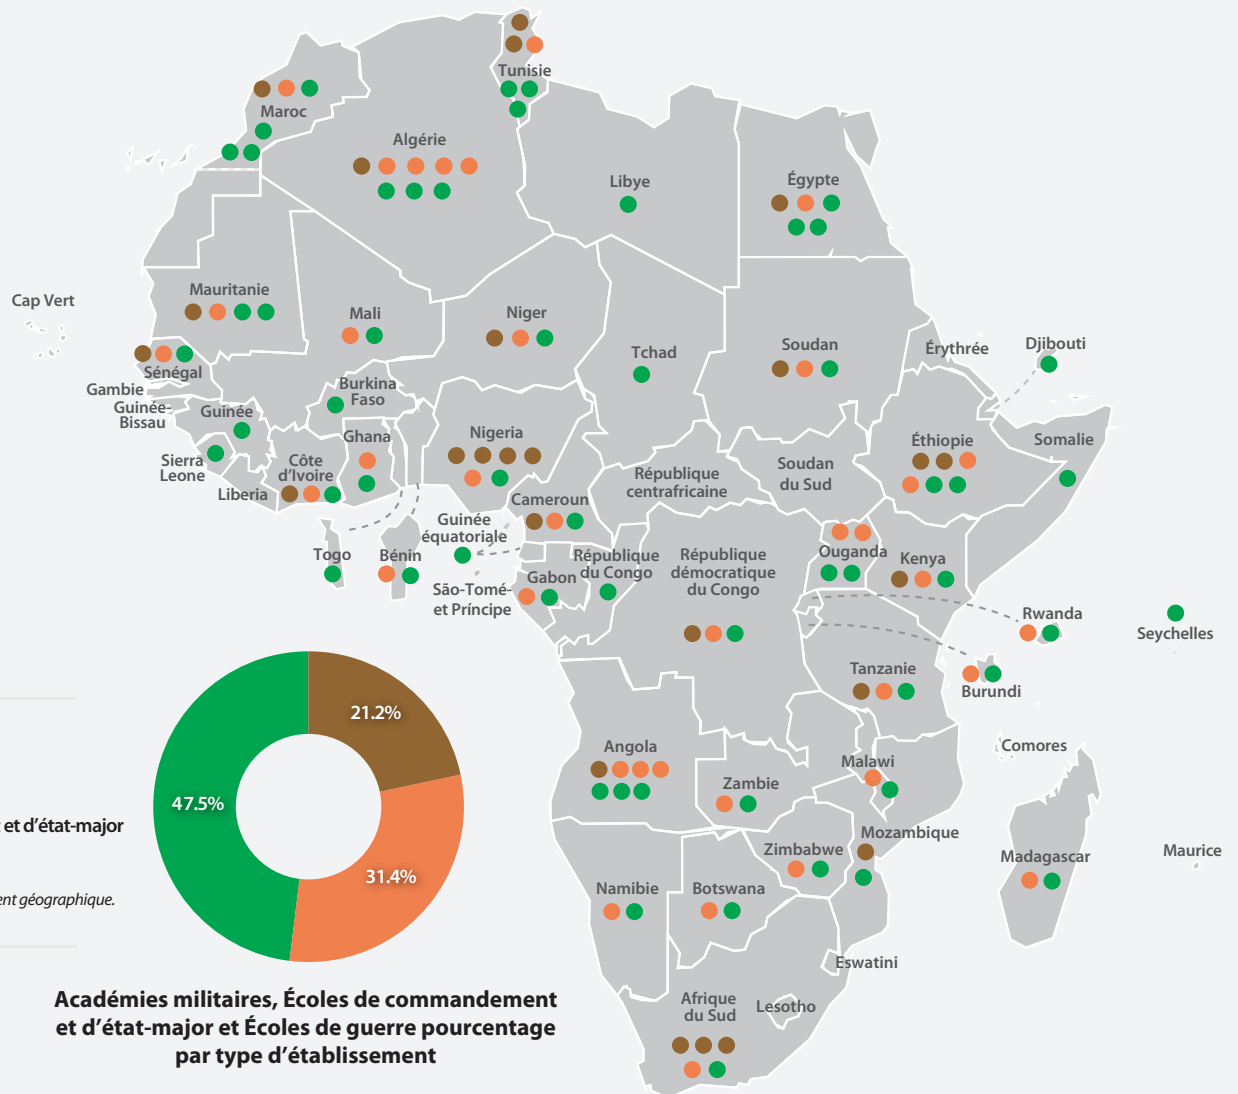 Tunisie
Maroc
Algérie
Libye
Égypte
Cap Vert
Mauritanie
Mali
Niger
Tchad
Soudan
Érythrée
Djibouti
Sénégal
Gambie
Guinée-
Bissau
Guinée
Burkina
Faso
Ghana
Nigeria
Éthiopie
Somalie
Sierra
Leone
Liberia
Côte
d’Ivoire
République
centrafricaine
Soudan
du Sud
Cameroun
Togo
Bénin
Guinée
équatoriale
São-Tomé-
et Príncipe
Gabon
République
du Congo
République
démocratique
du Congo
Ouganda
Kenya
Rwanda
Seychelles
Burundi
Tanzanie
Comores
Angola
Zambie
Malawi
Mozambique
Zimbabwe
Madagascar
Maurice
Namibie
Botswana
Eswatini
Afrique
du Sud
Lesotho
21.2%
47.5%
31.4%
et d’état-major
ent géographique.
Académies militaires, Écoles de commandement
et d’état-major et Écoles de guerre pourcentage
par type d’établissement